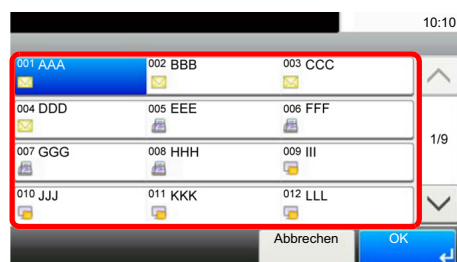 10:10
001 AAA 002 BBB 003 CCC
004 DDD 005 EEE 006 FFF
1/9
007 GGG 008 HHH 009 III
010 JJJ 011 KKK 012 LLL
Abbrechen OK